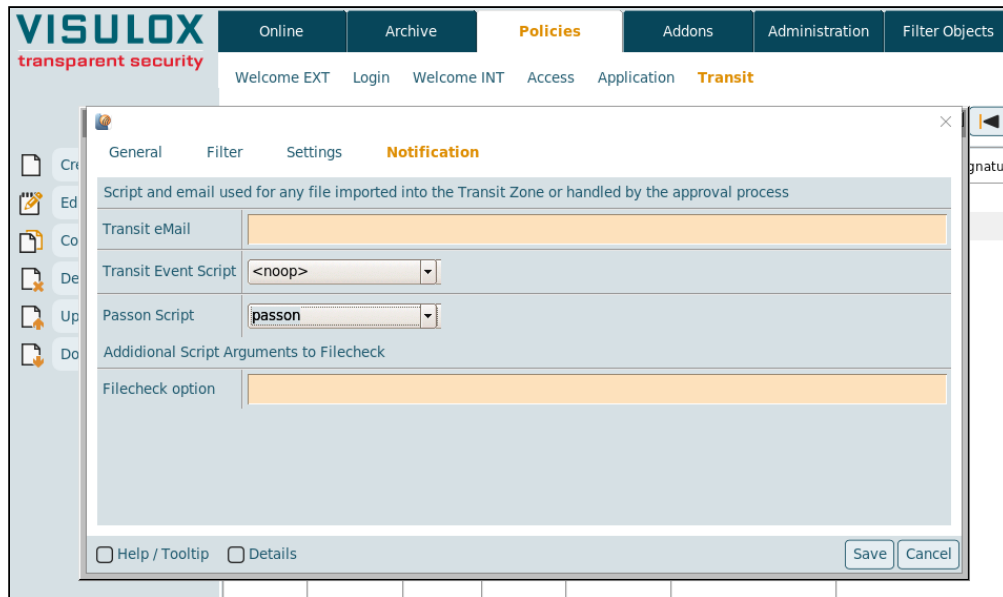 VISULOX
transparent security
Online Archive Policies Addons Administration Filter Objects
Welcome EXT Login Welcome INT Access Application Transit
General Filter Settings Notification
Script and email used for any file imported into the Transit Zone or handled by the approval process
Transit eMail
Transit Event Script <noop>
Passon Script passon
Addidional Script Arguments to Filecheck
Filecheck option
Help / Tooltip Details Save Cancel